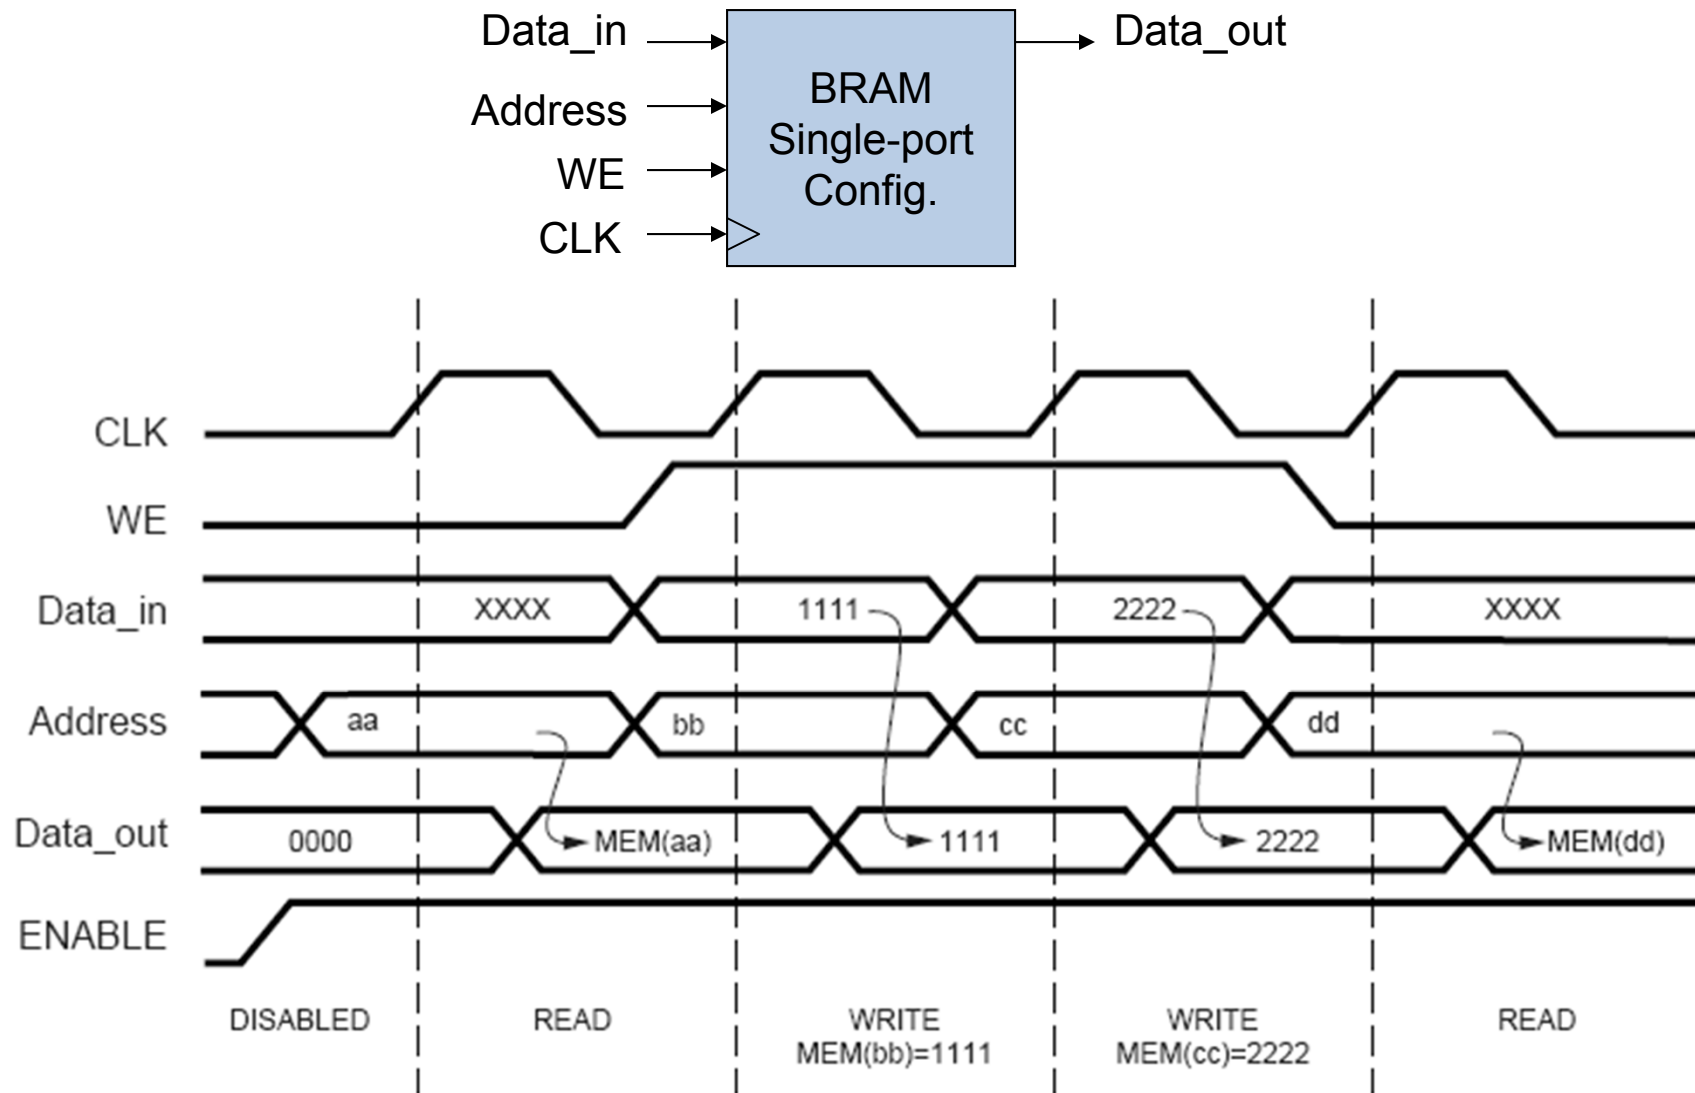 Data_in
Data_out
Address
WE
CLK
BRAM
Single-port
Config.
CLK
WE
Data_in
XXXX
1111
2222
XXXX
Address
aa
bb
cc
dd
Data_out
0000
MEM(aa)
1111
2222
MEM(dd)
ENABLE
DISABLED
READ
WRITE
MEM(bb)=1111
WRITE
MEM(cc)=2222
READ